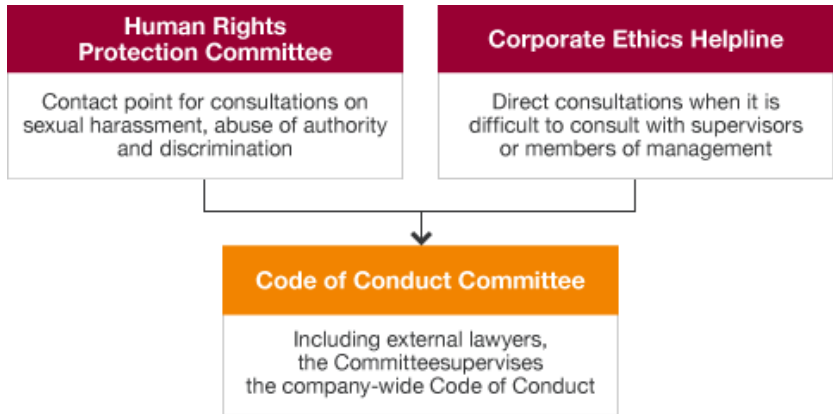 Human Rights
Protection Committee
Contact point for consultations on
sexual harassment, abuse of authority
and discrimination
Corporate Ethics Helpline
Direct consultations when it is
difficult to consult with supervisors
or members of management
Code of Conduct Committee
Including external lawyers,
the Committeesupervises
the company-wide Code of Conduct